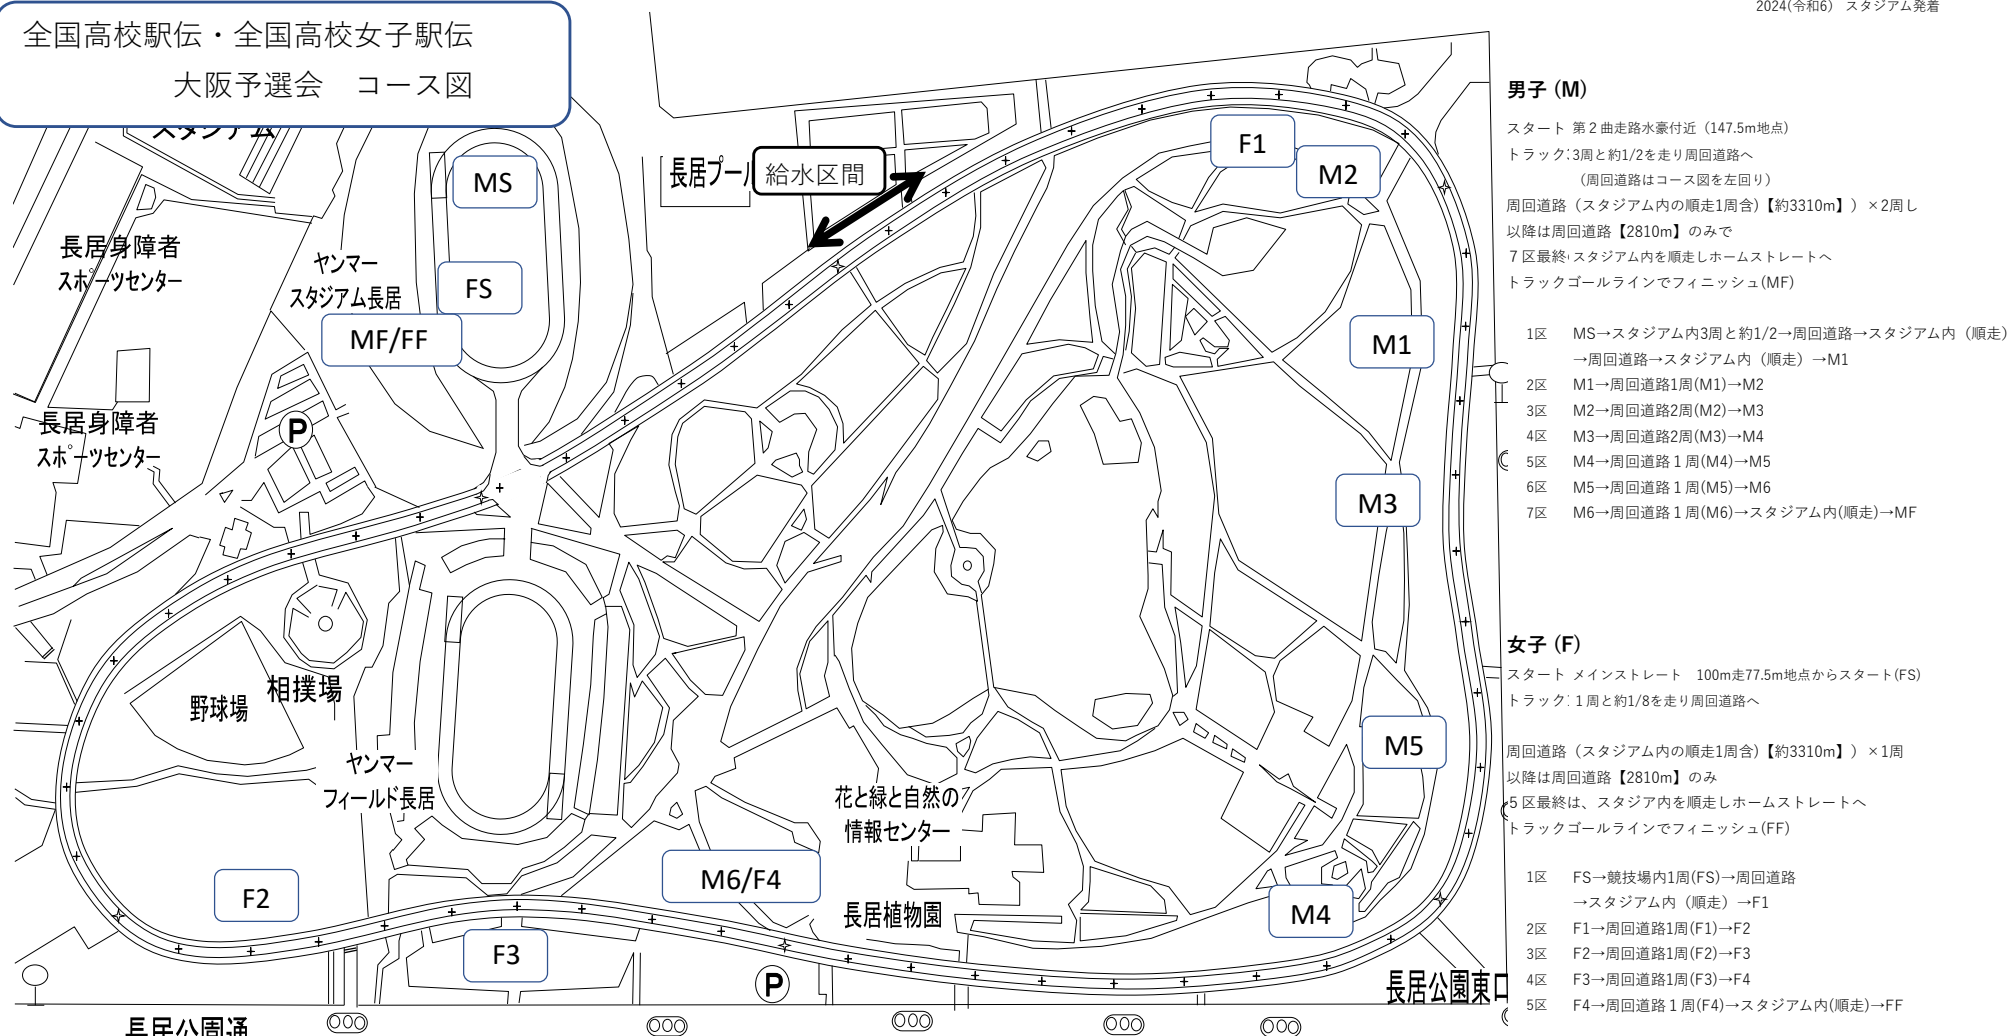 2024(令和6) スタジアム発着
全国高校駅伝・全国高校女子駅伝
大阪予選会 コース図
スタジアム
長居身障者
スポーツセンター
長居身障者
スポーツセンター
ヤンマー
スタジアム長居
MS
FS
MF/FF
長居プール
給水区間
F1
M2
M1
M3
M5
M4
M6/F4
F3
F2
P
相撲場
野球場
ヤンマー
フィールド長居
花と緑と自然の
情報センター
長居植物園
P
長居公園東口
長居公園通
男子 (M)
スタート 第2曲走路水豪付近（147.5m地点）
トラック:3周と約1/2を走り周回道路へ
（周回道路はコース図を左回り）
周回道路（スタジアム内の順走1周含）【約3310m】）×2周し
以降は周回道路【2810m】のみで
7区最終 スタジアム内を順走しホームストレートへ
トラックゴールラインでフィニッシュ(MF)
1区 MS→スタジアム内3周と約1/2→周回道路→スタジアム内（順走）
→周回道路→スタジアム内（順走）→M1
2区 M1→周回道路1周(M1)→M2
3区 M2→周回道路2周(M2)→M3
4区 M3→周回道路2周(M3)→M4
5区 M4→周回道路1周(M4)→M5
6区 M5→周回道路1周(M5)→M6
7区 M6→周回道路1周(M6)→スタジアム内(順走)→MF
女子 (F)
スタート メインストレート 100m走77.5m地点からスタート(FS)
トラック:1周と約1/8を走り周回道路へ
周回道路（スタジアム内の順走1周含）【約3310m】）×1周
以降は周回道路【2810m】のみ
5区最終は、スタジア内を順走しホームストレートへ
トラックゴールラインでフィニッシュ(FF)
1区 FS→競技場内1周(FS)→周回道路
→スタジアム内（順走）→F1
2区 F1→周回道路1周(F1)→F2
3区 F2→周回道路1周(F2)→F3
4区 F3→周回道路1周(F3)→F4
5区 F4→周回道路1周(F4)→スタジアム内(順走)→FF